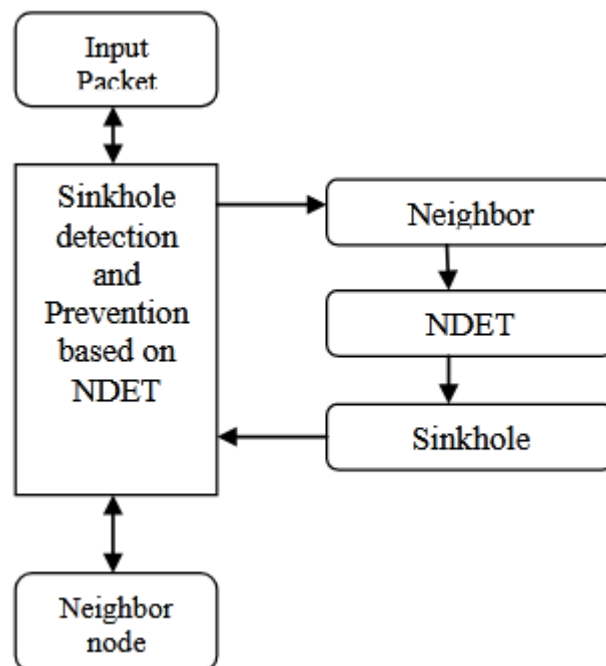 Input
Packet
Sinkhole
detection
and
Prevention
based on
NDET
Neighbor
NDET
Sinkhole
Neighbor
node